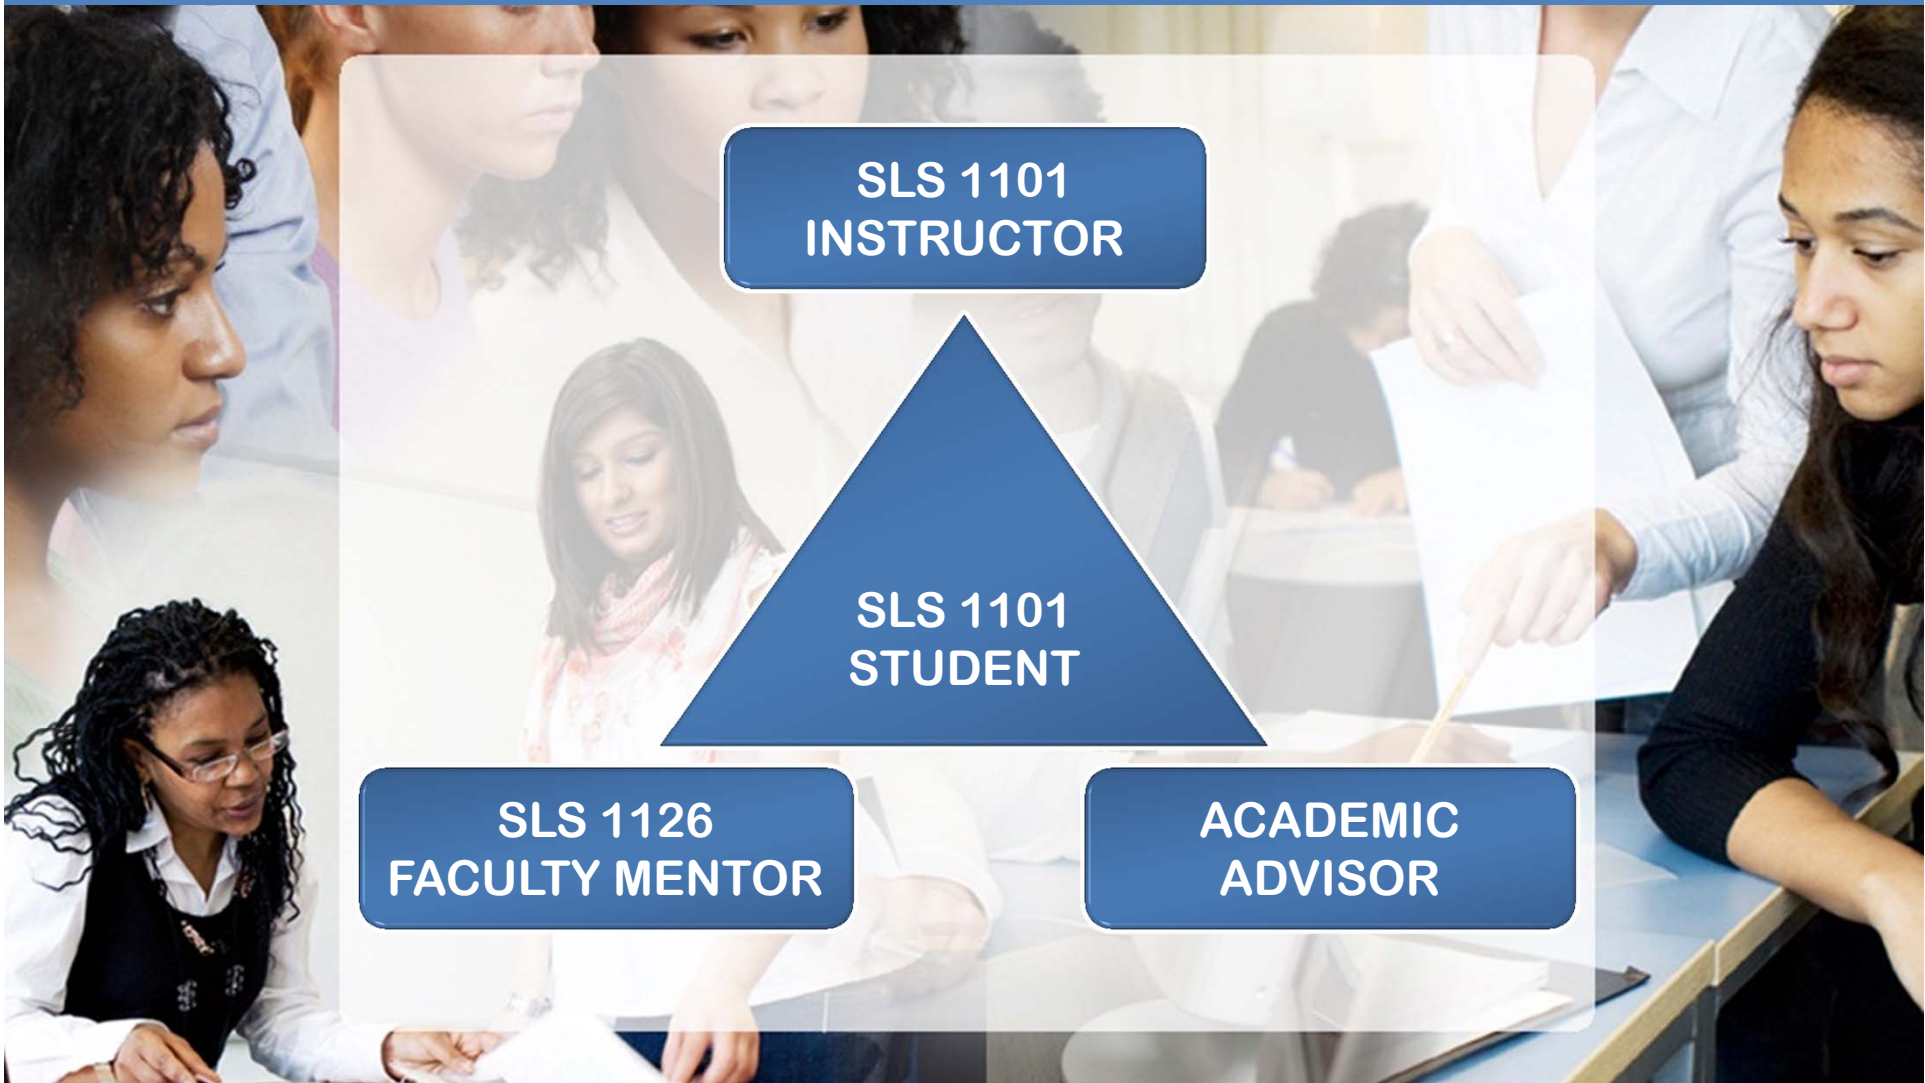 SLS 1101
INSTRUCTOR
SLS 1101
STUDENT
SLS 1126
FACULTY MENTOR
ACADEMIC
ADVISOR